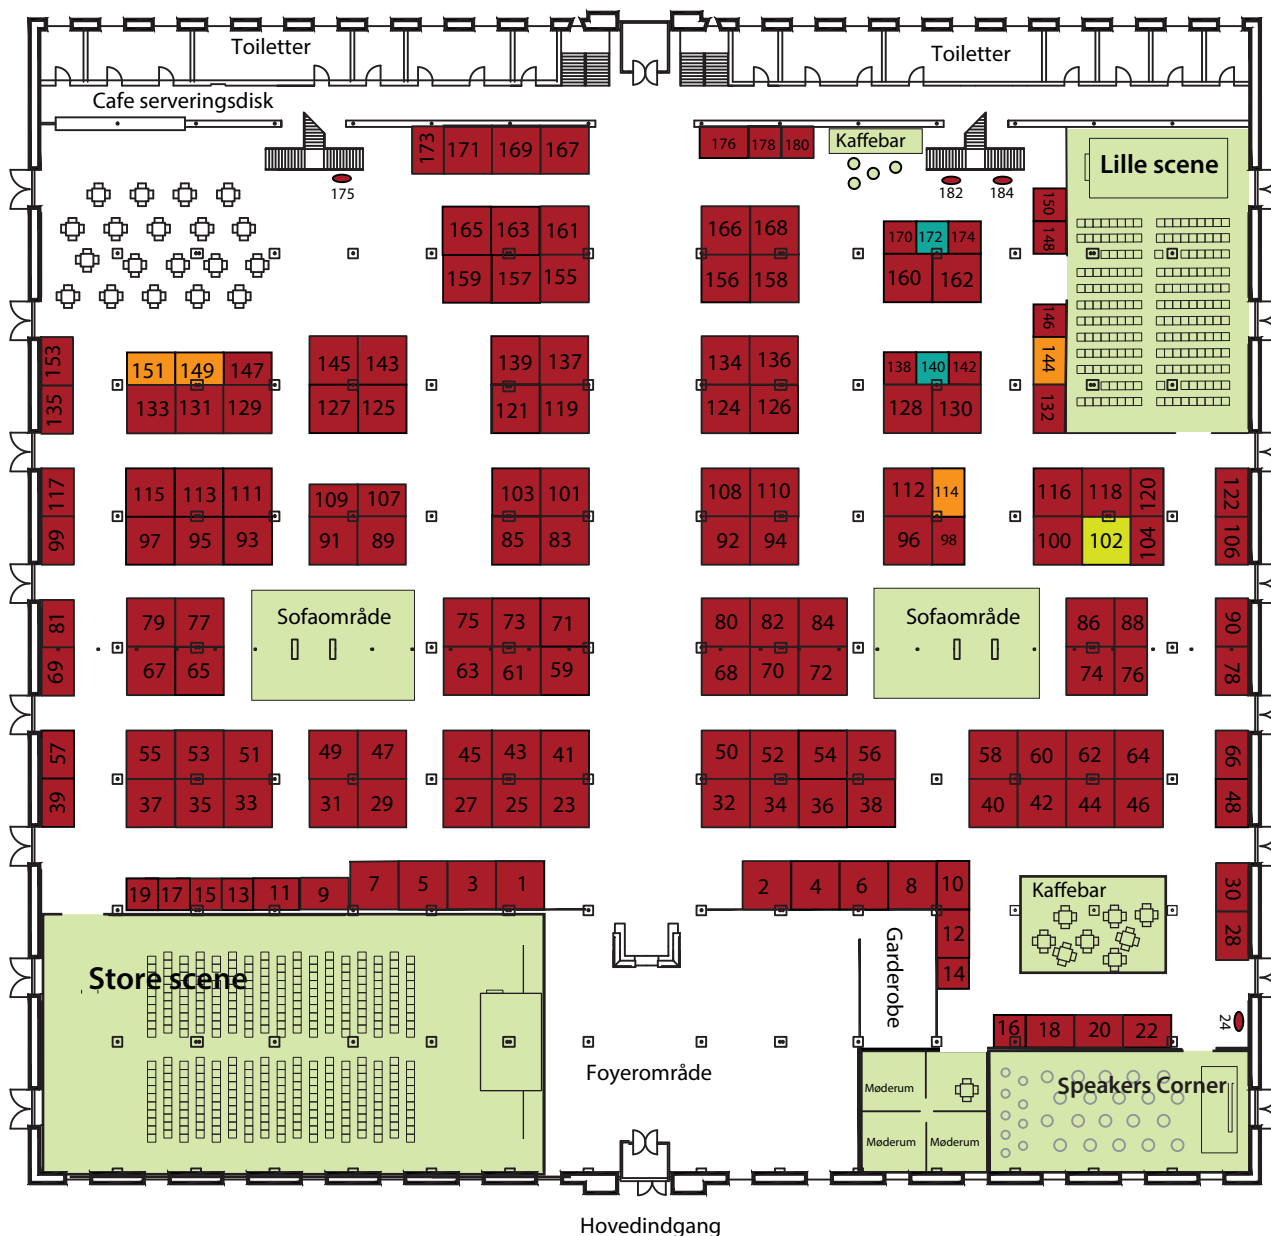 Toiletter
Toiletter
Cafe serveringsdisk
173 171 169 167
176 178 180
Kaffebar
Lille scene
175
182 184
150
148
165 163 161
166 168
170 172 174
159 157 155
156 158
160 162
146
144
132
153
135
151 149 147
145 143
139 137
134 136
138 140 142
133 131 129
127 125
121 119
124 126
128 130
117
99
115 113 111
109 107
103 101
108 110
112 114
116 118 120
122
106
97 95 93
91 89
85 83
92 94
96 98
100 102 104
81
69
79 77
Sofaområde
75 73 71
80 82 84
Sofaområde
86 88
90
78
67 65
63 61 59
68 70 72
74 76
57
39
55 53 51
49 47
45 43 41
50 52 54 56
58 60 62 64
66
48
37 35 33
31 29
27 25 23
32 34 36 38
40 42 44 46
19 17 15 13 11 9 7 5 3 1
2 4 6 8 10
12
14
Kaffebar
30
28
Garderobe
Store scene
16 18 20 22
24
Foyerområde
Møderum
Speakers Corner
Møderum Møderum
Hovedindgang